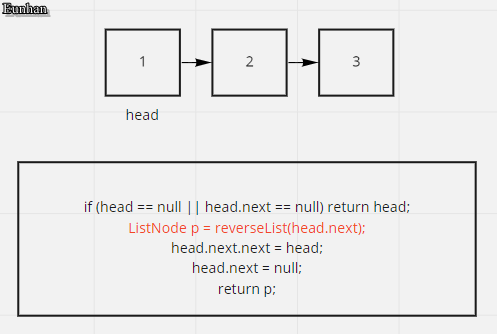 Eunhan
1
2
3
head
if (head == null || head.next == null) return head;
ListNode p = reverseList(head.next);
head.next.next = head;
head.next = null;
return p;